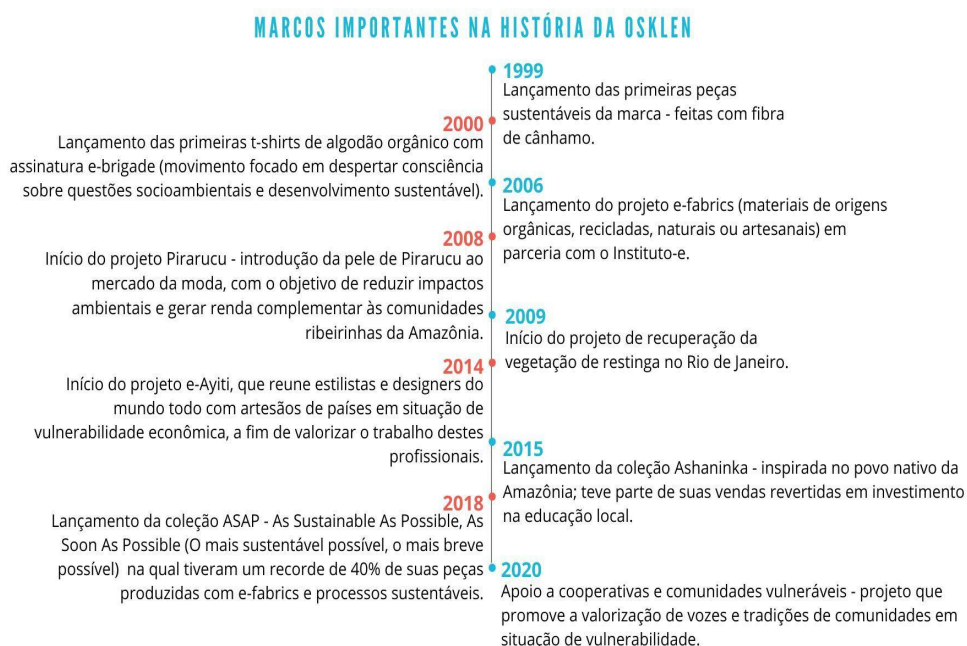 MARCOS IMPORTANTES NA HISTÓRIA DA OSKLEN
1999
Lançamento das primeiras peças
sustentáveis da marca - feitas com fibra
de cânhamo.
2000
Lançamento das primeiras t-shirts de algodão orgânico com
assinatura e-brigade (movimento focado em despertar consciência
sobre questões socioambientais e desenvolvimento sustentável).
2006
Lançamento do projeto e-fabrics (materiais de origens
orgânicas, recicladas, naturais ou artesanais) em
parceria com o Instituto-e.
2008
Início do projeto Pirarucu - introdução da pele de Pirarucu ao
mercado da moda, com o objetivo de reduzir impactos
ambientais e gerar renda complementar às comunidades
ribeirinhas da Amazônia.
2009
Início do projeto de recuperação da
vegetação de restinga no Rio de Janeiro.
2014
Início do projeto e-Ayiti, que reune estilistas e designers do
mundo todo com artesãos de países em situação de
vulnerabilidade econômica, a fim de valorizar o trabalho destes
profissionais.
2015
Lançamento da coleção Ashaninka - inspirada no povo nativo da
Amazônia; teve parte de suas vendas revertidas em investimento
na educação local.
2018
Lançamento da coleção ASAP - As Sustainable As Possible, As
Soon As Possible (O mais sustentável possível, o mais breve
possível) na qual tiveram um recorde de 40% de suas peças
produzidas com e-fabrics e processos sustentáveis.
2020
Apoio a cooperativas e comunidades vulneráveis - projeto que
promove a valorização de vozes e tradições de comunidades em
situação de vulnerabilidade.